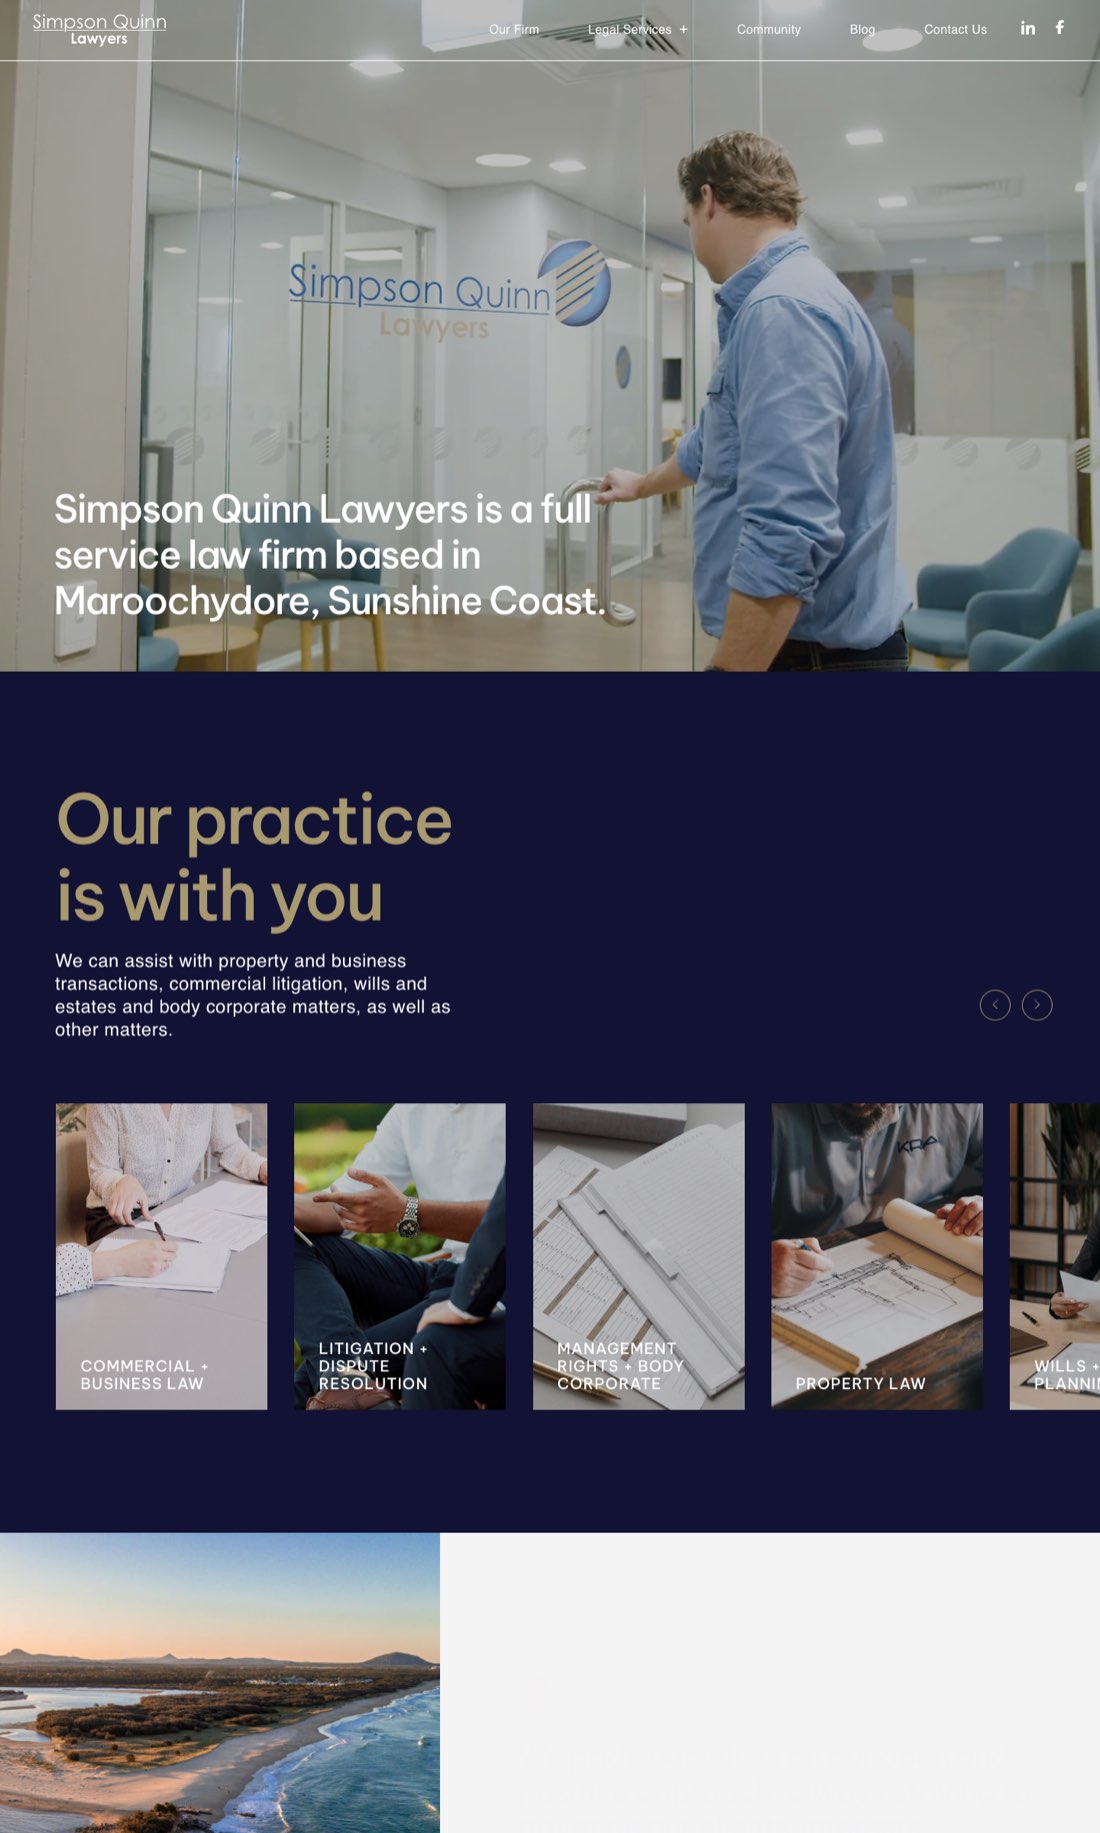 Simpson Quinn
Lawyers
Our Firm
Legal Services +
Community
Blog
Contact Us
in
f
Simpson Quinn
Lawyers
Simpson Quinn Lawyers is a full
service law firm based in
Maroochydore, Sunshine Coast.
Our practice
is with you
We can assist with property and business
transactions, commercial litigation, wills and
estates and body corporate matters, as well as
other matters.
COMMERCIAL +
BUSINESS LAW
LITIGATION +
DISPUTE
RESOLUTION
MANAGEMENT
RIGHTS + BODY
CORPORATE
KRA
PROPERTY LAW
WILLS +